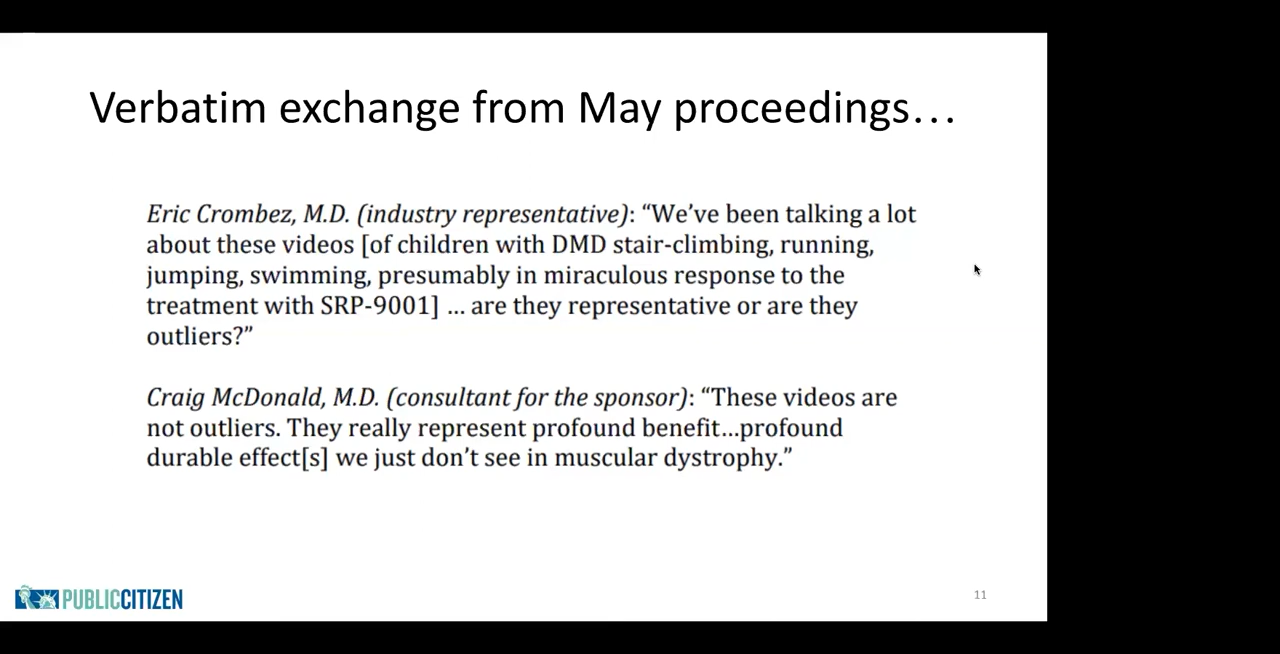 Verbatim exchange from May proceedings…
Eric Crombez, M.D. (industry representative): “We’ve been talking a lot
about these videos [of children with DMD stair-climbing, running,
jumping, swimming, presumably in miraculous response to the
treatment with SRP-9001] … are they representative or are they
outliers?”
Craig McDonald, M.D. (consultant for the sponsor): “These videos are
not outliers. They really represent profound benefit…profound
durable effect[s] we just don’t see in muscular dystrophy.”
PUBLICCITIZEN
11